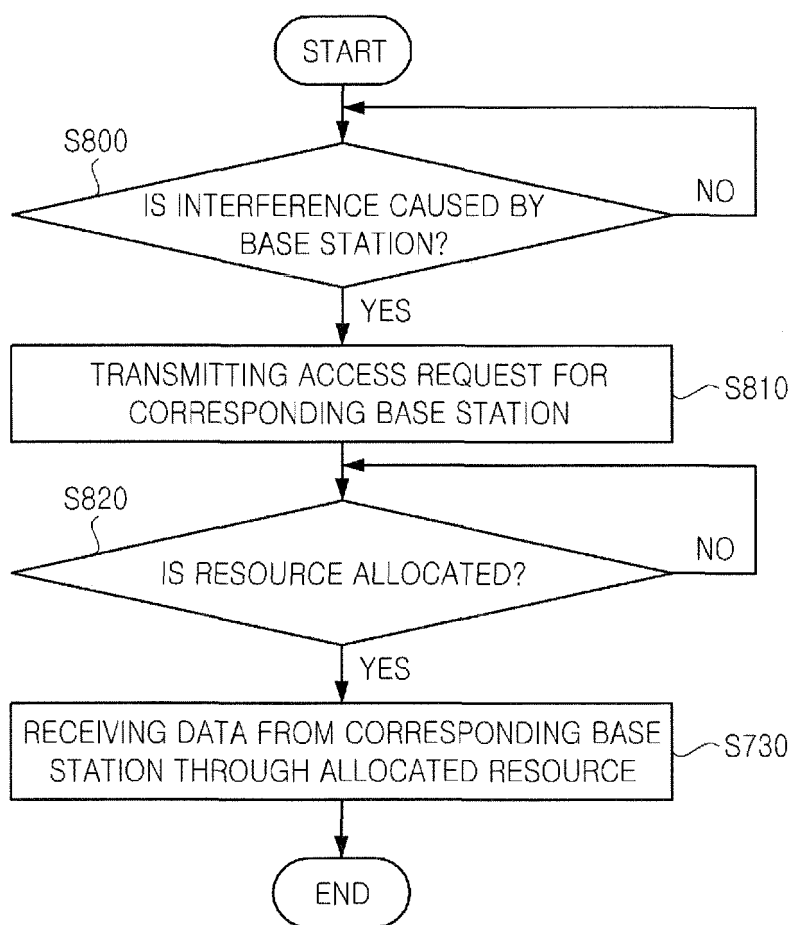 START
S800
IS INTERFERENCE CAUSED BY
BASE STATION?
NO
YES
TRANSMITTING ACCESS REQUEST FOR
CORRESPONDING BASE STATION
S810
S820
IS RESOURCE ALLOCATED?
NO
YES
RECEIVING DATA FROM CORRESPONDING BASE
STATION THROUGH ALLOCATED RESOURCE
S730
END